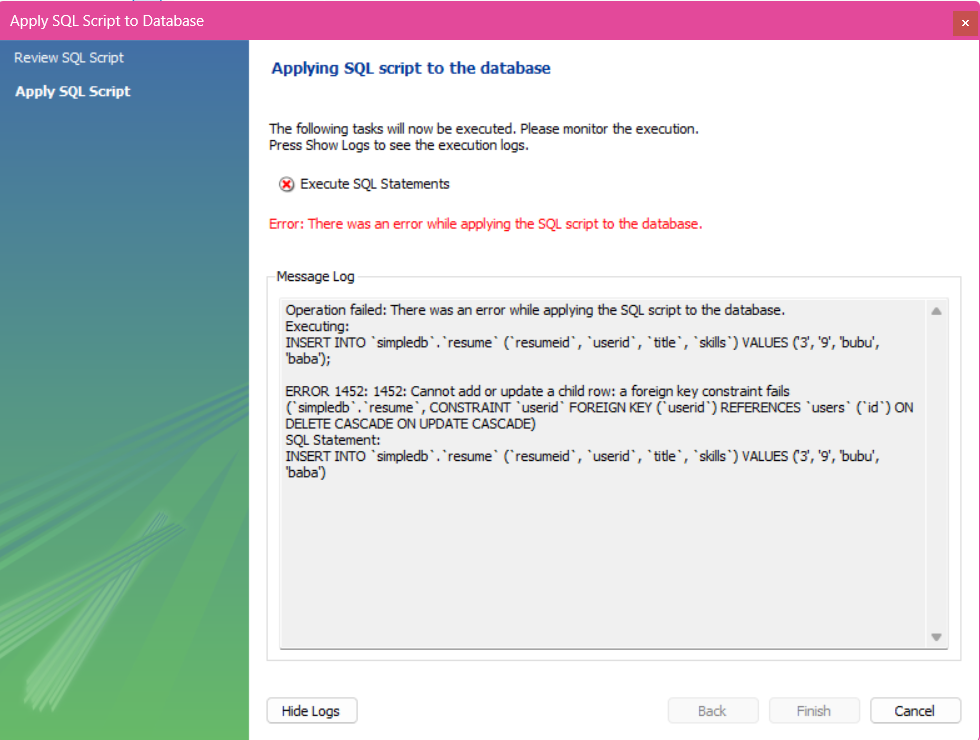 Apply SQL Script to Database
Review SQL Script
Apply SQL Script
Applying SQL script to the database
The following tasks will now be executed. Please monitor the execution.
Press Show Logs to see the execution logs.
Execute SQL Statements
Error: There was an error while applying the SQL script to the database.
Message Log
Operation failed: There was an error while applying the SQL script to the database.
Executing:
INSERT INTO `simpledb`.`resume` (`resumeid`, `userid`, `title`, `skills`) VALUES ('3', '9', 'bubu',
'baba');
ERROR 1452: 1452: Cannot add or update a child row: a foreign key constraint fails
(`simpledb`.`resume`, CONSTRAINT `userid` FOREIGN KEY (`userid`) REFERENCES `users` (`id`) ON
DELETE CASCADE ON UPDATE CASCADE)
SQL Statement:
INSERT INTO `simpledb`.`resume` (`resumeid`, `userid`, `title`, `skills`) VALUES ('3', '9', 'bubu',
'baba')
Hide Logs
Back
Finish
Cancel